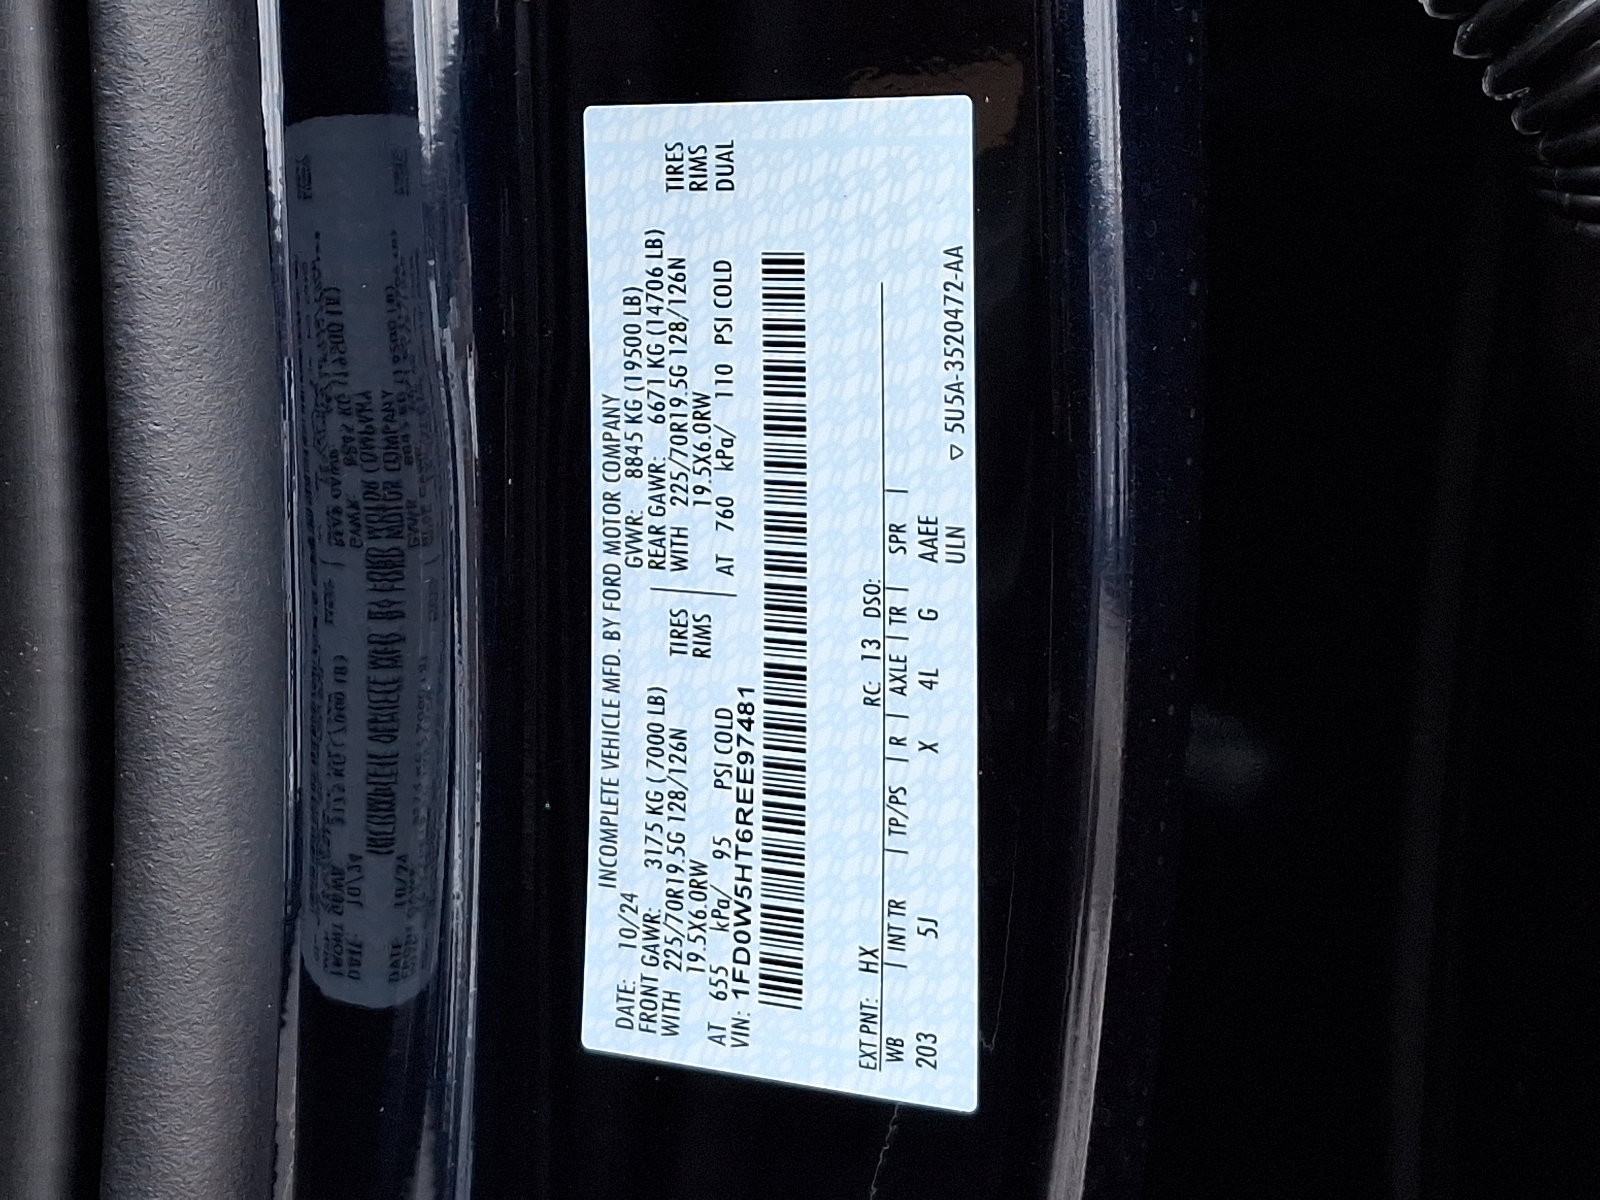 INCOMPLETE VEHICLE MFD. BY FORD MOTOR COMPANY
DATE: 10/24 GVWR: 8845 KG (19500 LB)
FRONT GAWR: 3175 KG ( 7000 LB) REAR GAWR: 6671 KG (14706 LB)
WITH 225/70R19.5G 128/126N TIRES WITH 225/70R19.5G 128/126N TIRES
19.5X6.0RW RIMS 19.5X6.0RW RIMS
AT 655 kPa/ 95 PSI COLD AT 760 kPa/ 110 PSI COLD DUAL
VIN: 1FD0W5HT6REE97481
EXT PNT: HX RC: 13 DSO:
WB | INT TR | TP/PS | R | AXLE | TR | SPR |
203 5J X 4L G AAEE
ULN ▽ 5U5A-3520472-AA